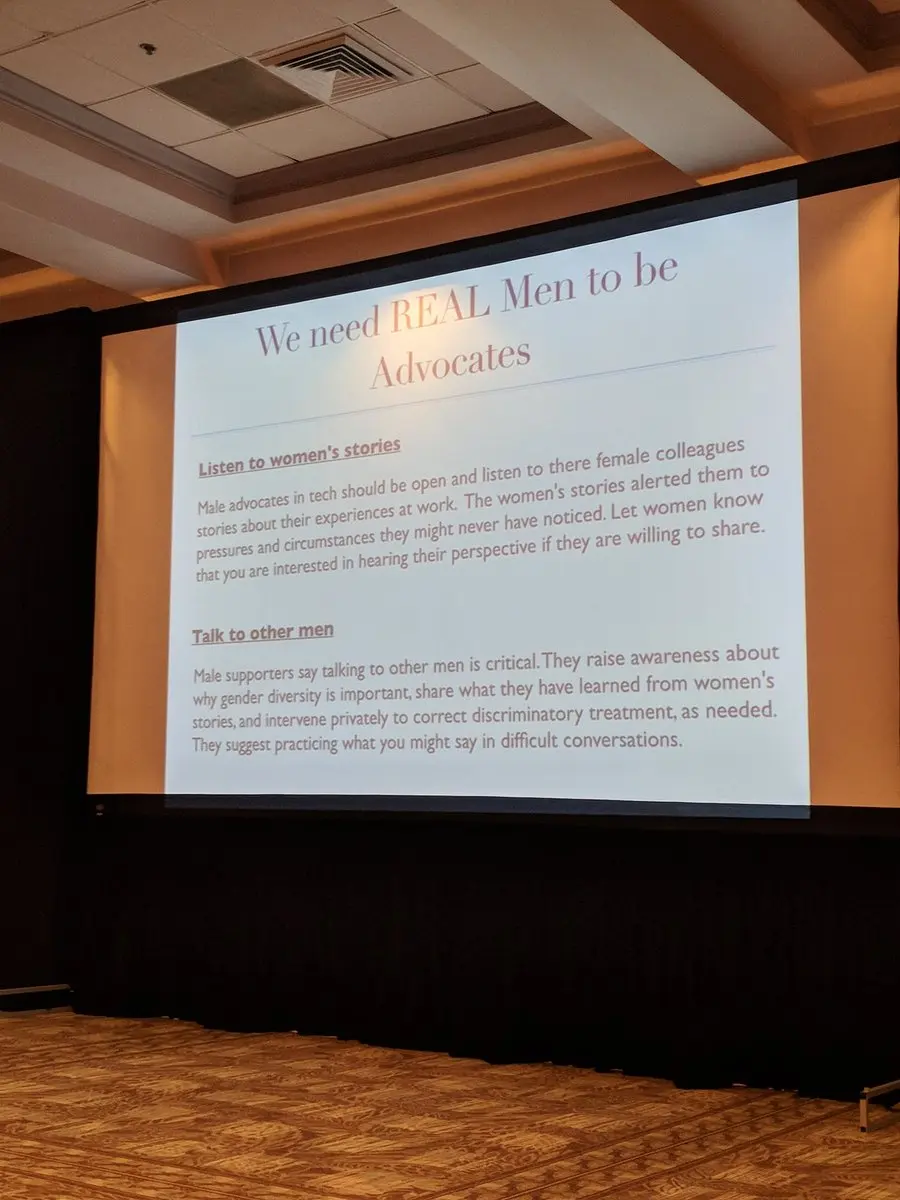 We need REAL Men to be
Advocates
Listen to women's stories
Male advocates in tech should be open and listen to there female colleagues
stories about their experiences at work. The women's stories alerted them to
pressures and circumstances they might never have noticed. Let women know
that you are interested in hearing their perspective if they are willing to share.
Talk to other men
Male supporters say talking to other men is critical. They raise awareness about
why gender diversity is important, share what they have learned from women's
stories, and intervene privately to correct discriminatory treatment, as needed.
They suggest practicing what you might say in difficult conversations.